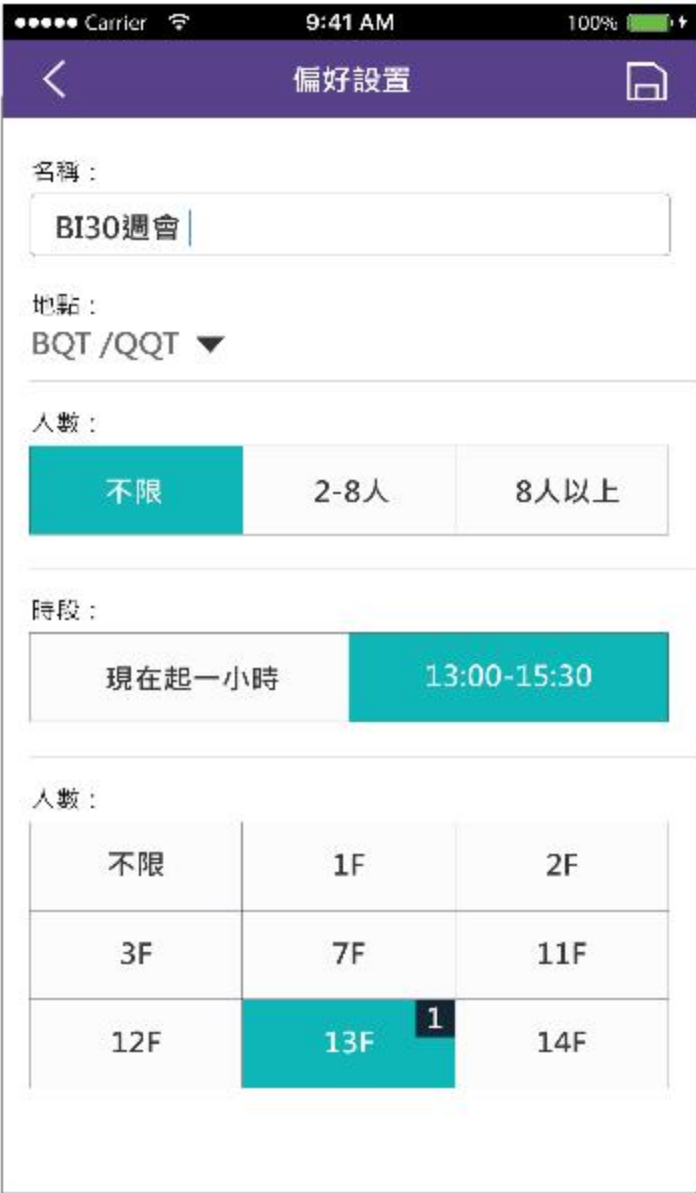 Carrier 9:41 AM 100%
偏好設置
名稱：
BI30週會
地點：
BQT /QQT
人數：
不限 2-8人 8人以上
時段：
現在起一小時 13:00-15:30
人數：
不限 1F 2F
3F 7F 11F
1
12F 13F 14F